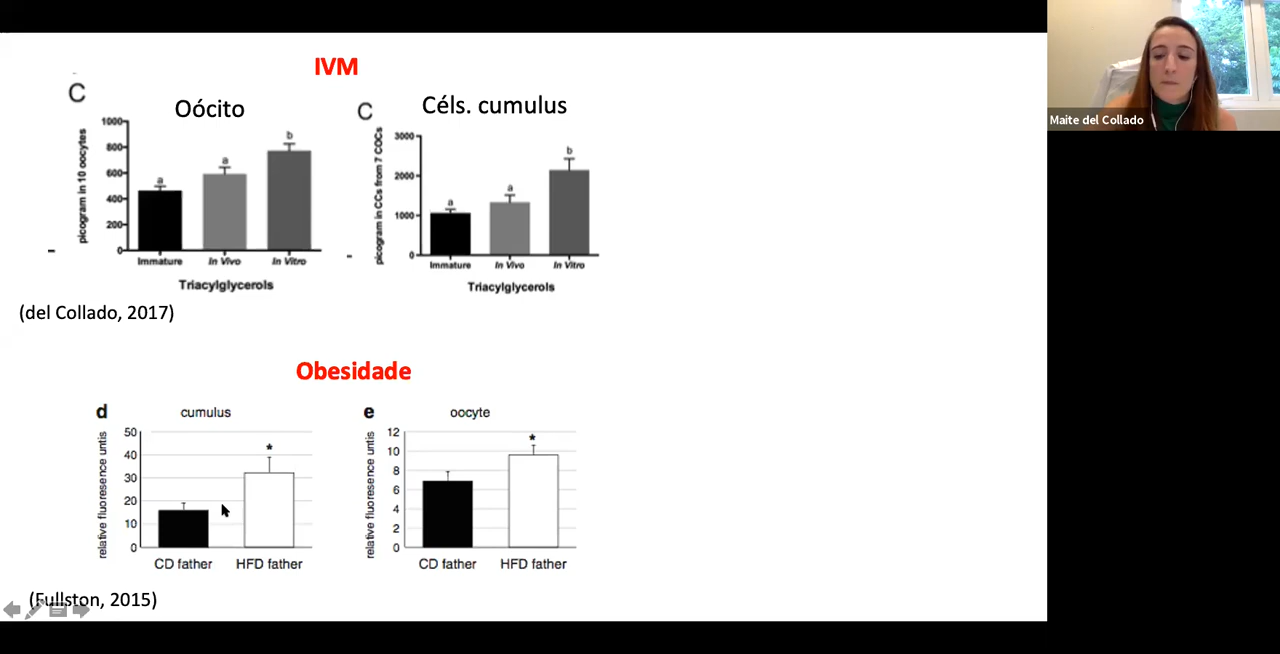 IVM
C
Oócito
picogram in 10 oocytes
1000
800
600
400
200
0
a
a
b
Immature
In Vivo
In Vitro
Triacylglycerols
C
Céls. cumulus
picogram in CCs from 7 COCs
3000
2000
1000
0
a
a
b
Immature
In Vivo
In Vitro
Triacylglycerols
(del Collado, 2017)
Obesidade
d
cumulus
relative fluoresence untis
50
40
30
20
10
0
*
CD father
HFD father
e
oocyte
relative fluoresence untis
12
10
8
6
4
2
0
*
CD father
HFD father
(Fullston, 2015)
Maite del Collado